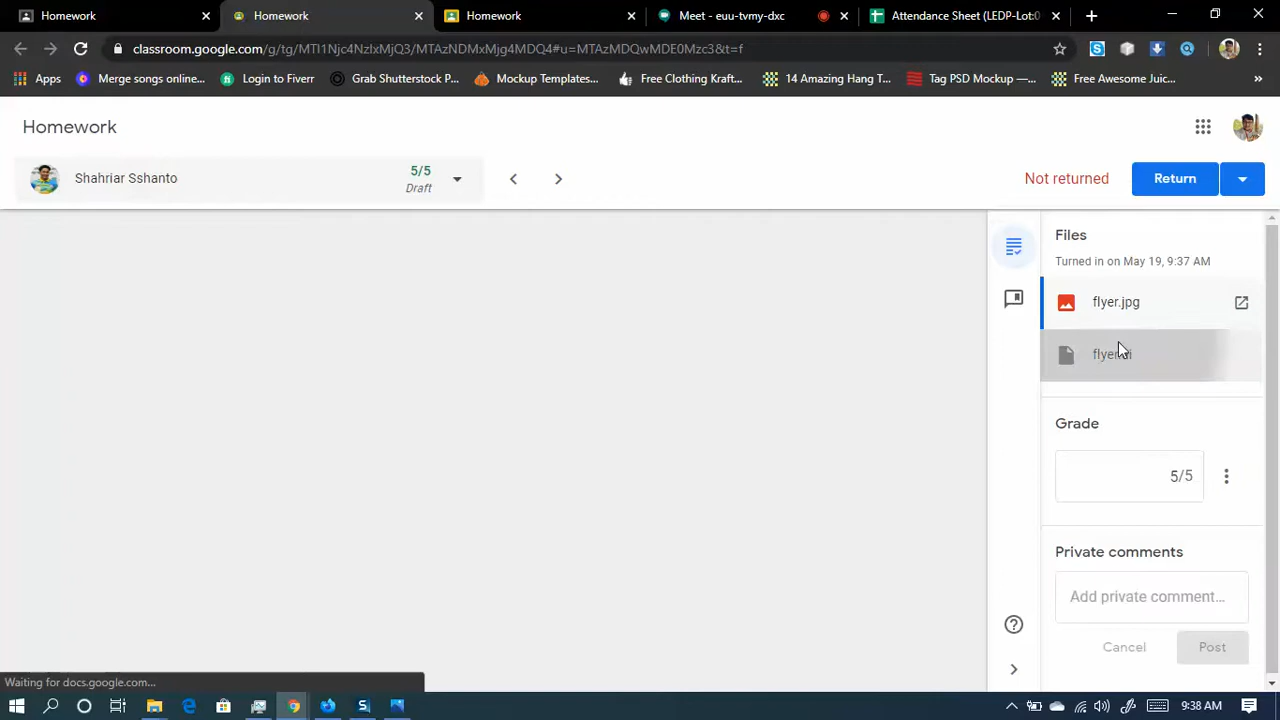 Homework
Homework
Homework
Meet - euu-tvmy-dxc
Attendance Sheet (LEDP-Lot:0
classroom.google.com/g/tg/MTI1Njc4NzIxMjQ3/MTAzNDMxMjg4MDQ4#u=MTAzMDQwMDE0Mzc3&t=f
Apps
Merge songs online...
Login to Fiverr
Grab Shutterstock P...
Mockup Templates...
Free Clothing Kraft...
14 Amazing Hang T...
Tag PSD Mockup —...
Free Awesome Juic...
Homework
Shahriar Sshanto
5/5
Draft
Not returned
Return
Files
Turned in on May 19, 9:37 AM
flyer.jpg
Grade
5/5
Private comments
Add private comment...
Cancel
Post
Waiting for docs.google.com...
9:38 AM